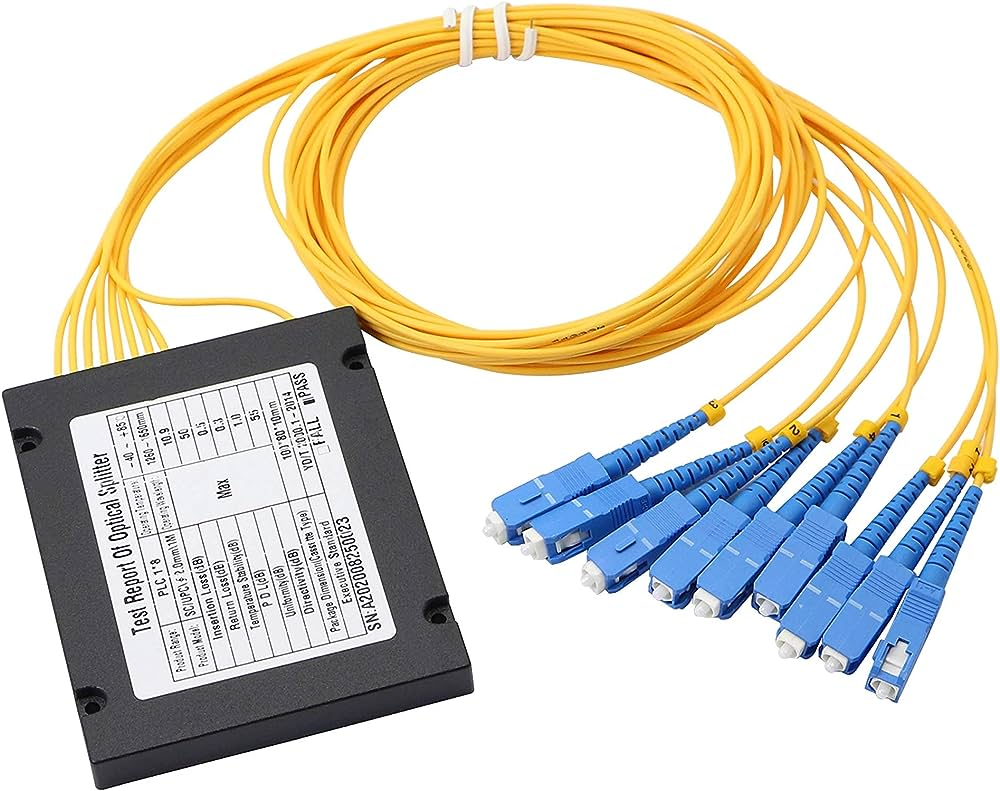 Test Report Of Optical Splitter
Product Range: PLC 1*8 Operating Temperature -40 ~ +85℃
Product Model: SC/UPC \ φ 2.0mm \ 1M Operating Wavelength: 1260 - 1650mm
Insertion Loss(dB) Max 10.9
Return Loss(dB) 50
Temperature Stability(dB) 0.5
P D L(dB) 0.3
Uniformity(dB) 1.0
Directivity(dB) 55
Package Dimension(Cassette Type) 100*80*10mm
Executive Standard 2000.1-2014
SN:A202008250023 □FALL ■PASS
3
2
1
4